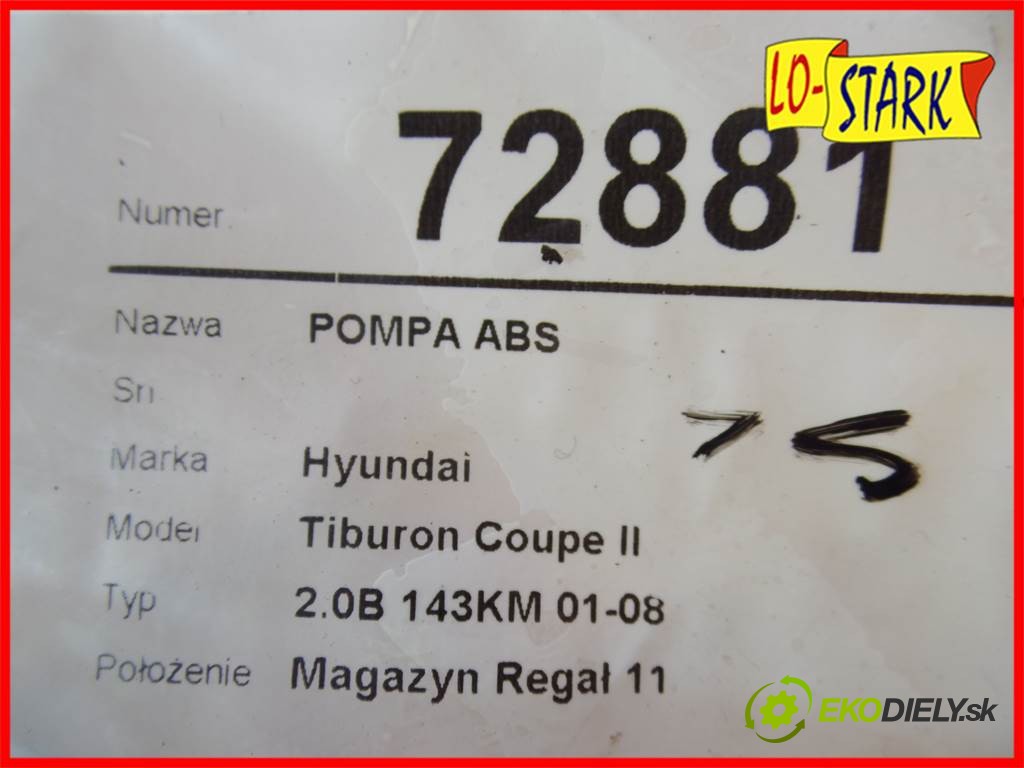 LO-STARK
Numer 72881
Nazwa POMPA ABS
Sn
Marka Hyundai
75
Model Tiburon Coupe II
Typ 2.0B 143KM 01-08
Położenie Magazyn Regał 11
EKODIELY.sk